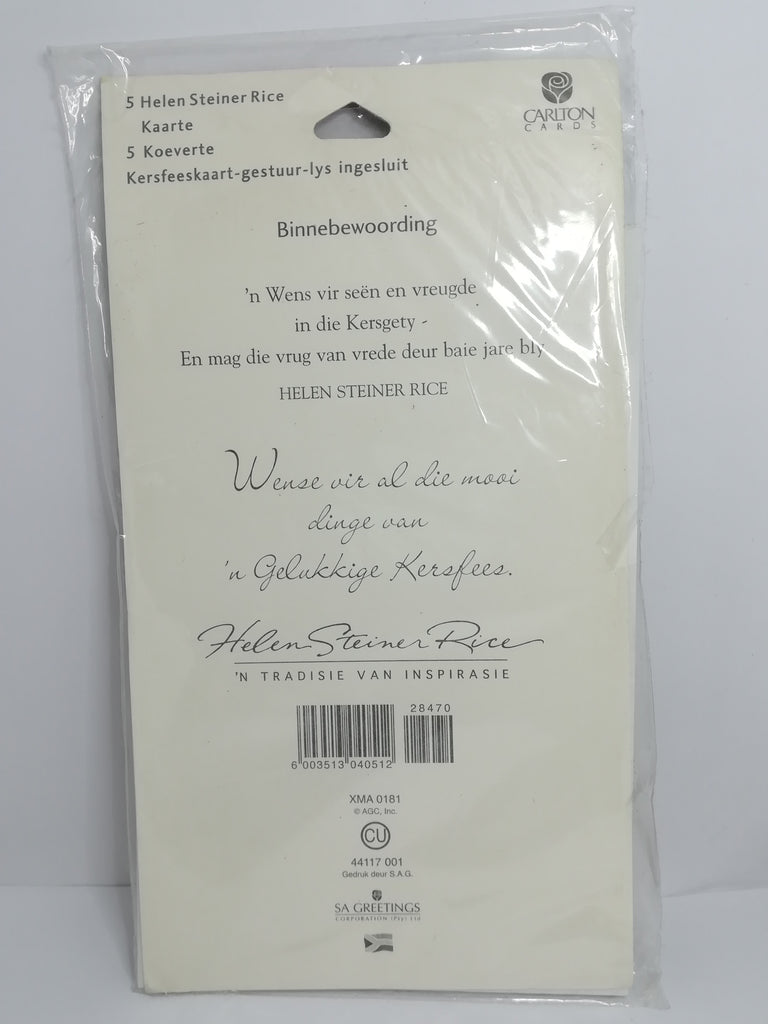 5 Helen Steiner Rice
Kaarte
5 Koeverte
Kersfeeskaart-gestuur-lys ingesluit
CARLTON
CARDS
Binnebewoording
'n Wens vir seën en vreugde
in die Kersgety -
En mag die vrug van vrede deur baie jare bly
HELEN STEINER RICE
Wense vir al die mooi
dinge van
'n Gelukkige Kersfees.
Helen Steiner Rice
'N TRADISIE VAN INSPIRASIE
28470
6 003513 040512
XMA 0181
© AGC, Inc.
CU
44117 001
Gedruk deur S.A.G.
SA GREETINGS
CORPORATION (Pty) Ltd